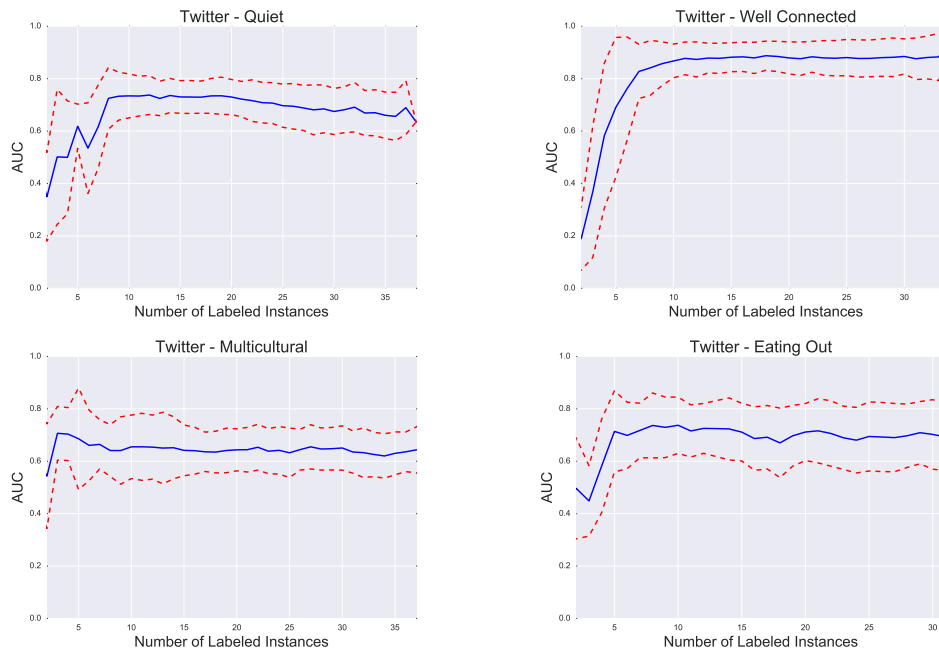 Twitter - Quiet
1.0
0.8
0.6
0.4
0.2
0.0
AUC
5 10 15 20 25 30 35
Number of Labeled Instances
Twitter - Well Connected
1.0
0.8
0.6
0.4
0.2
0.0
AUC
5 10 15 20 25 30
Number of Labeled Instances
Twitter - Multicultural
1.0
0.8
0.6
0.4
0.2
0.0
AUC
5 10 15 20 25 30 35
Number of Labeled Instances
Twitter - Eating Out
1.0
0.8
0.6
0.4
0.2
0.0
AUC
5 10 15 20 25 30
Number of Labeled Instances